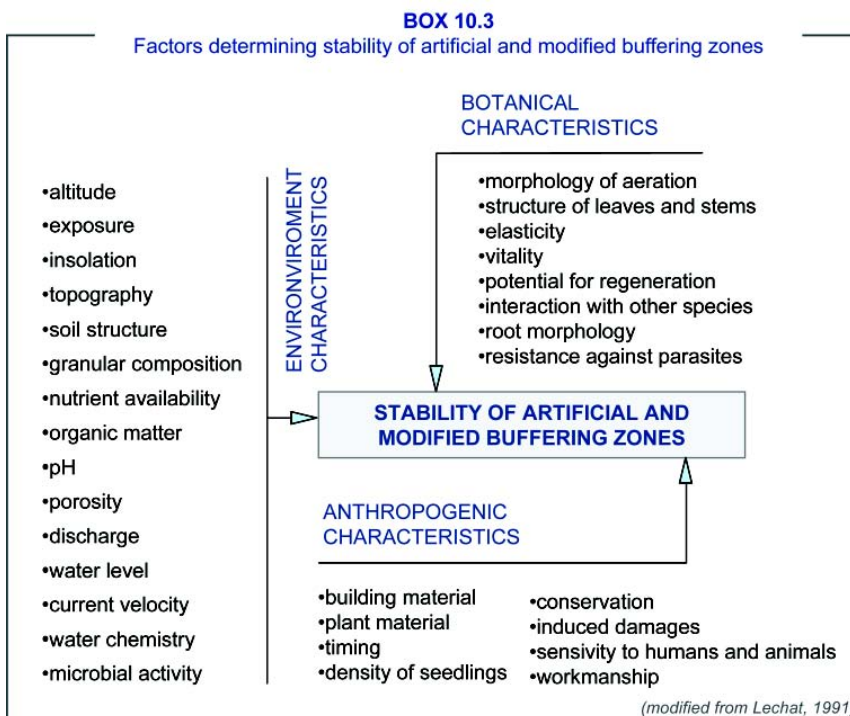 BOX 10.3
Factors determining stability of artificial and modified buffering zones
BOTANICAL
CHARACTERISTICS
•morphology of aeration
•structure of leaves and stems
•elasticity
•vitality
•potential for regeneration
•interaction with other species
•root morphology
•resistance against parasites
ENVIRONVIROMENT
CHARACTERISTICS
•altitude
•exposure
•insolation
•topography
•soil structure
•granular composition
•nutrient availability
•organic matter
•pH
•porosity
•discharge
•water level
•current velocity
•water chemistry
•microbial activity
STABILITY OF ARTIFICIAL AND
MODIFIED BUFFERING ZONES
ANTHROPOGENIC
CHARACTERISTICS
•building material
•plant material
•timing
•density of seedlings
•conservation
•induced damages
•sensivity to humans and animals
•workmanship
(modified from Lechat, 1991)